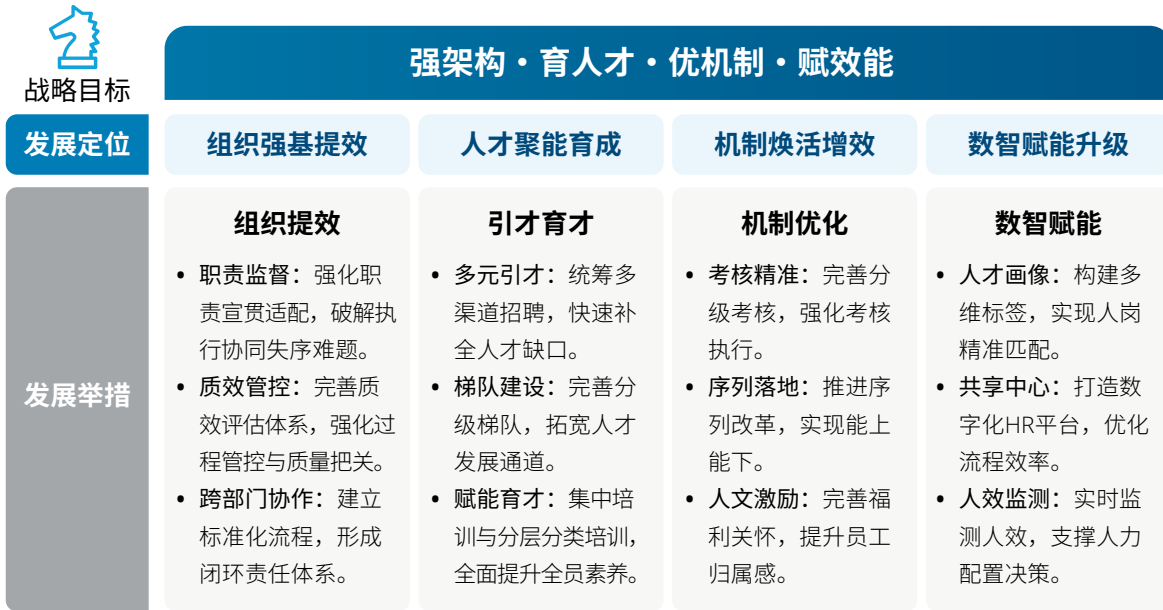 战略目标
强架构·育人才·优机制·赋效能
发展定位
组织强基提效
人才聚能育成
机制焕活增效
数智赋能升级
发展举措
组织提效
• 职责监督：强化职
责宣贯适配，破解执
行协同失序难题。
• 质效管控：完善质
效评估体系，强化过
程管控与质量把关。
• 跨部门协作：建立
标准化流程，形成
闭环责任体系。
引才育才
• 多元引才：统筹多
渠道招聘，快速补
全人才缺口。
• 梯队建设：完善分
级梯队，拓宽人才
发展通道。
• 赋能育才：集中培
训与分层分类培训，
全面提升全员素养。
机制优化
• 考核精准：完善分
级考核，强化考核
执行。
• 序列落地：推进序
列改革，实现能上
能下。
• 人文激励：完善福
利关怀，提升员工
归属感。
数智赋能
• 人才画像：构建多
维标签，实现人岗
精准匹配。
• 共享中心：打造数
字化HR平台，优化
流程效率。
• 人效监测：实时监
测人效，支撑人力
配置决策。